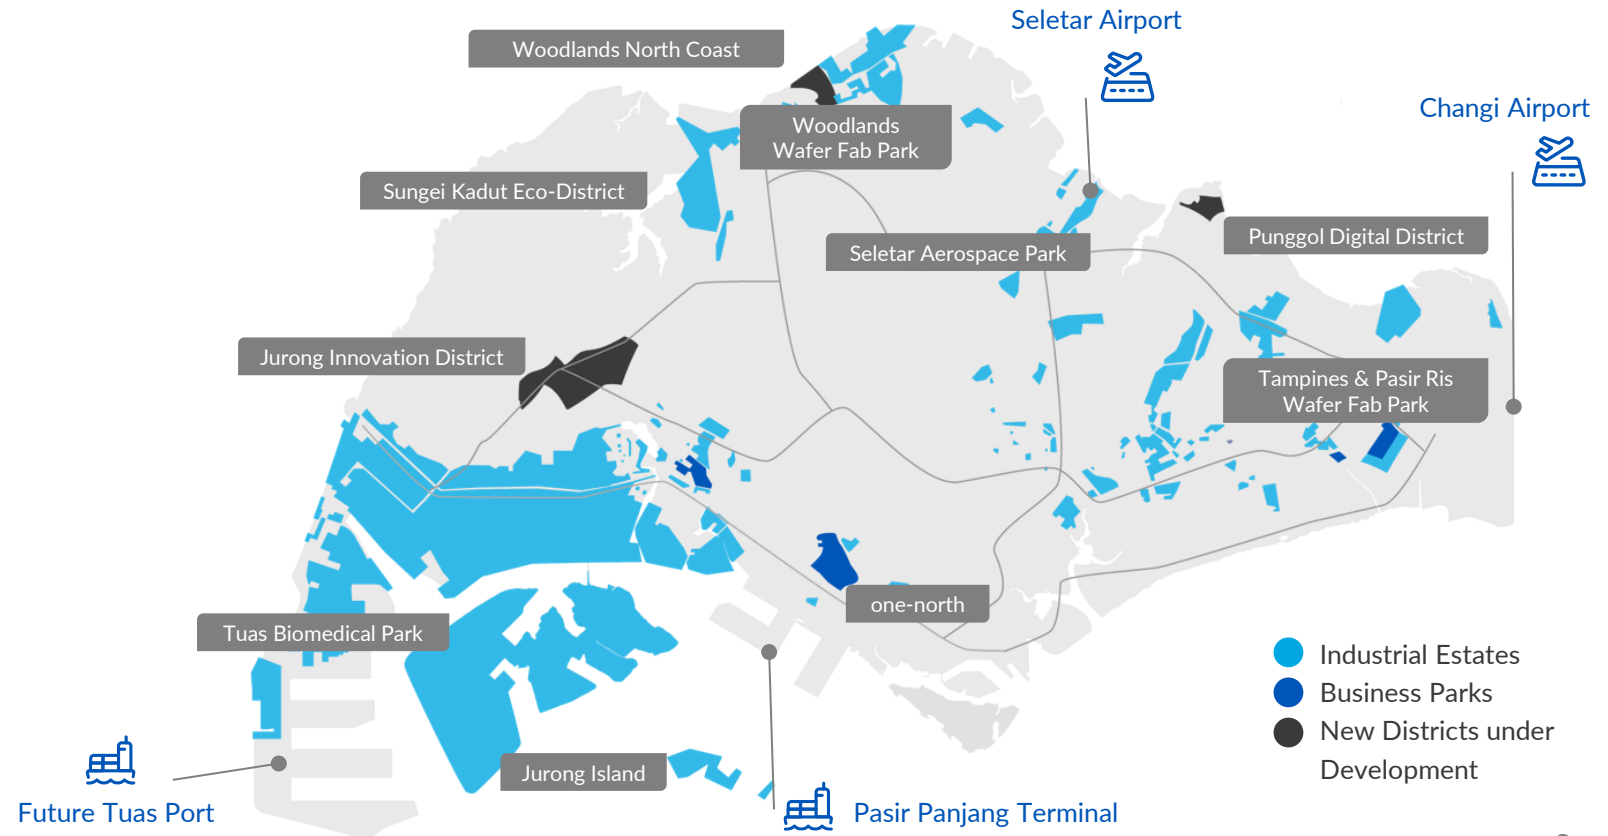 Seletar Airport
Woodlands North Coast
Changi Airport
Woodlands
Wafer Fab Park
Sungei Kadut Eco-District
Punggol Digital District
Seletar Aerospace Park
Jurong Innovation District
Tampines & Pasir Ris
Wafer Fab Park
one-north
Tuas Biomedical Park
Industrial Estates
Business Parks
New Districts under
Development
Jurong Island
Future Tuas Port
Pasir Panjang Terminal